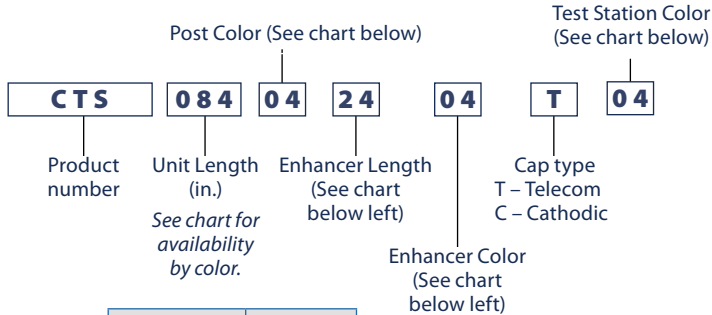 Test Station Color
(See chart below)
Post Color (See chart below)
CTS 084 04 24 04 T 04
Product
number
Unit Length
(in.)
See chart for
availability
by color.
Enhancer Length
(See chart
below left)
Enhancer Color
(See chart
below left)
Cap type
T – Telecom
C – Cathodic